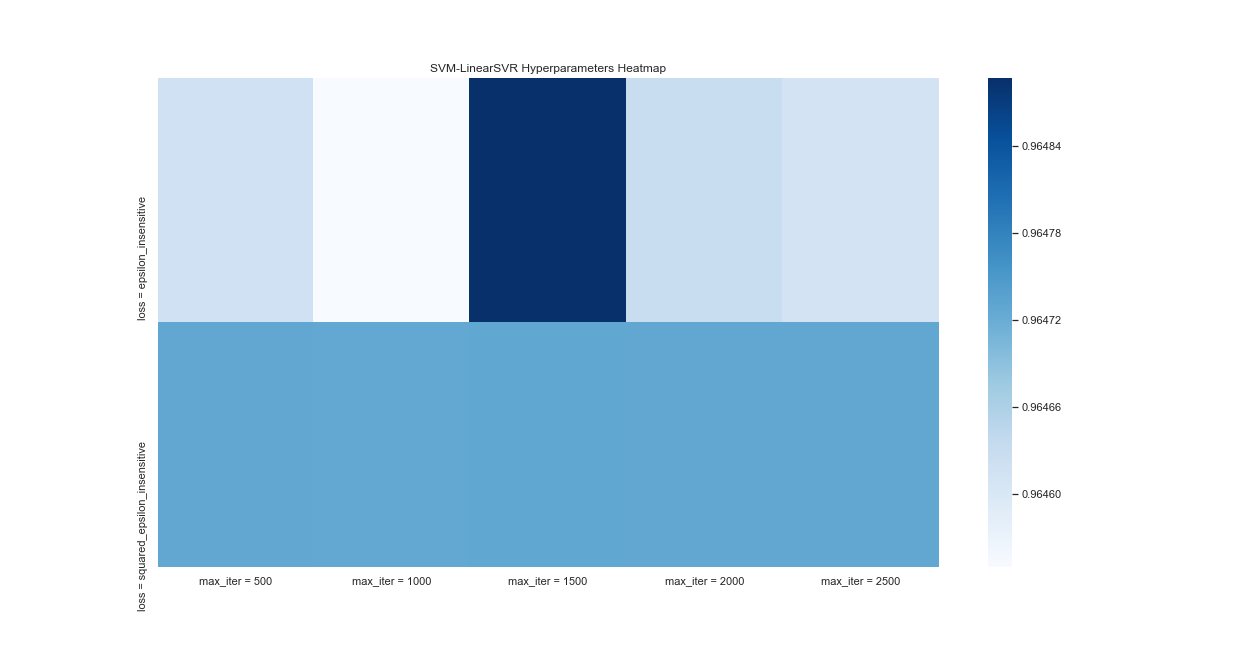 SVM-LinearSVR Hyperparameters Heatmap
loss = epsilon_insensitive
loss = squared_epsilon_insensitive
max_iter = 500
max_iter = 1000
max_iter = 1500
max_iter = 2000
max_iter = 2500
0.96484
0.96478
0.96472
0.96466
0.96460